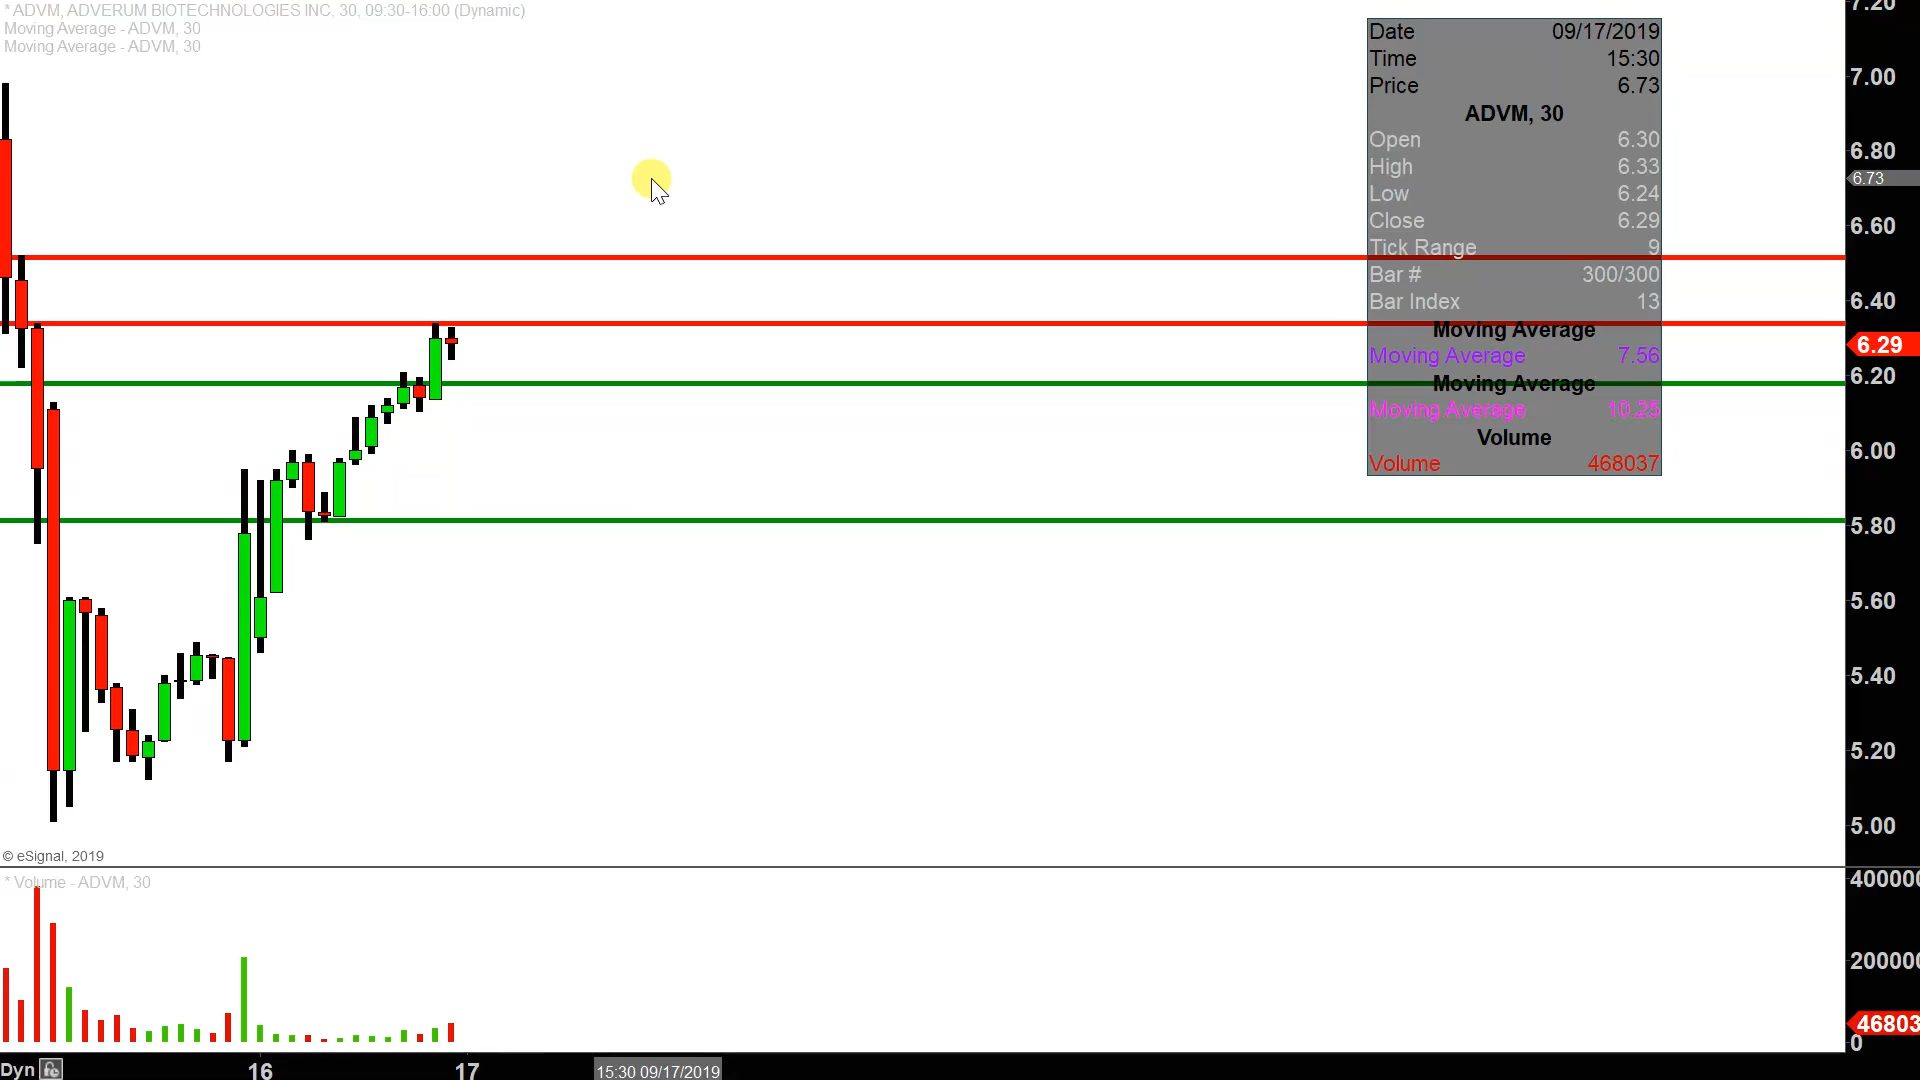 * ADVM, ADVERUM BIOTECHNOLOGIES INC, 30, 09:30-16:00 (Dynamic)
Moving Average - ADVM, 30
Moving Average - ADVM, 30
Date 09/17/2019
Time 15:30
Price 6.73
ADVM, 30
Open 6.30
High 6.33
Low 6.24
Close 6.29
Tick Range 9
Bar # 300/300
Bar Index 13
Moving Average
Moving Average 7.56
Moving Average
Moving Average 10.25
Volume
Volume 468037
7.20
7.00
6.80
6.73
6.60
6.40
6.29
6.20
6.00
5.80
5.60
5.40
5.20
5.00
© eSignal, 2019
* Volume - ADVM, 30
400000
200000
46803
0
Dyn 16 17 15:30 09/17/2019